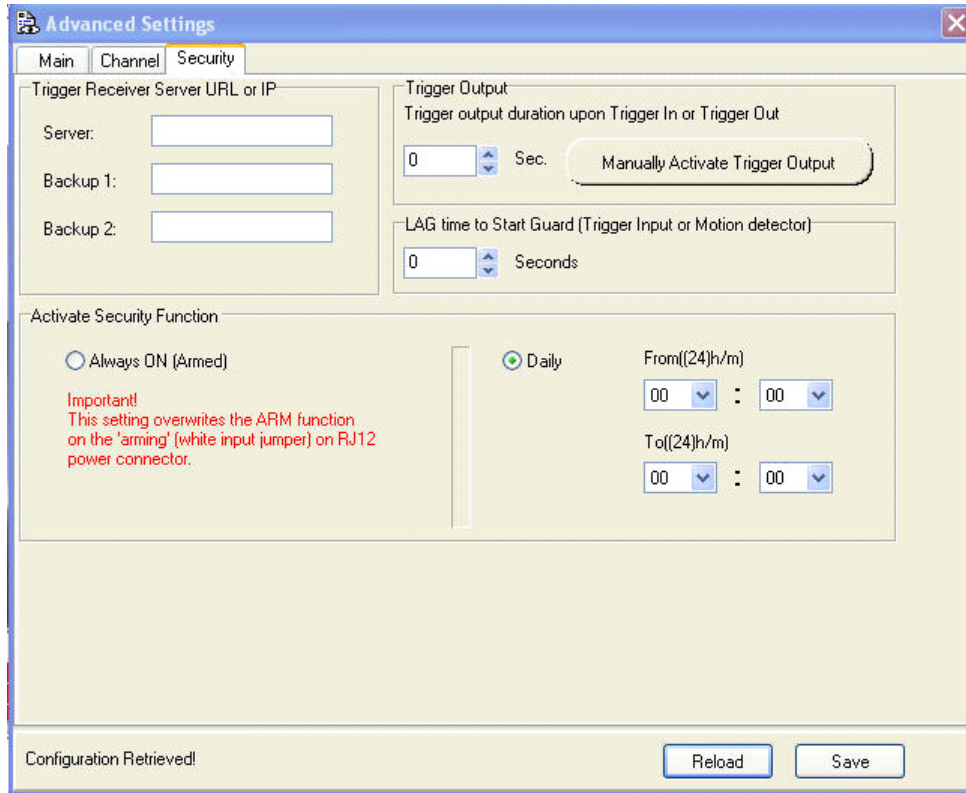 Advanced Settings
Main Channel Security
Trigger Receiver Server URL or IP
Server:
Backup 1:
Backup 2:
Trigger Output
Trigger output duration upon Trigger In or Trigger Out
0 Sec. Manually Activate Trigger Output
LAG time to Start Guard (Trigger Input or Motion detector)
0 Seconds
Activate Security Function
Always ON (Armed)
Important!
This setting overwrites the ARM function
on the 'arming' (white input jumper) on RJ12
power connector.
Daily
From((24)h/m)
00 : 00
To((24)h/m)
00 : 00
Configuration Retrieved!
Reload Save